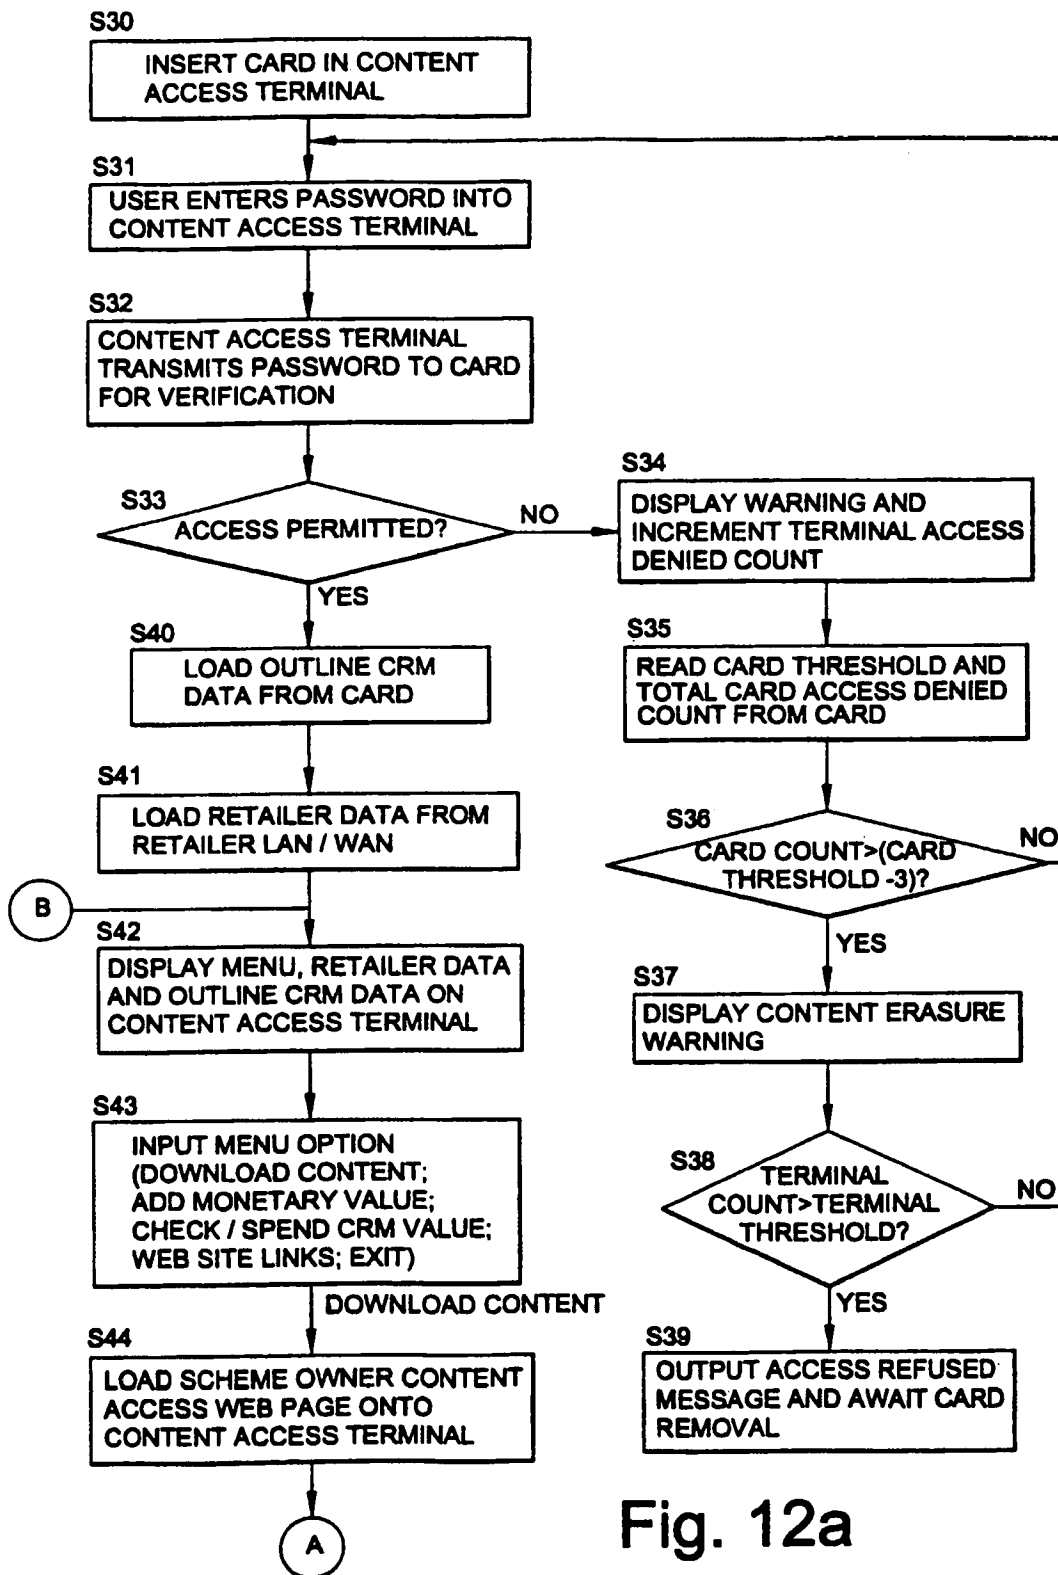 S30
INSERT CARD IN CONTENT
ACCESS TERMINAL
S31
USER ENTERS PASSWORD INTO
CONTENT ACCESS TERMINAL
S32
CONTENT ACCESS TERMINAL
TRANSMITS PASSWORD TO CARD
FOR VERIFICATION
S33
ACCESS PERMITTED?
NO
YES
S34
DISPLAY WARNING AND
INCREMENT TERMINAL ACCESS
DENIED COUNT
S35
READ CARD THRESHOLD AND
TOTAL CARD ACCESS DENIED
COUNT FROM CARD
S36
CARD COUNT>(CARD
THRESHOLD -3)?
NO
YES
S37
DISPLAY CONTENT ERASURE
WARNING
S38
TERMINAL
COUNT>TERMINAL
THRESHOLD?
NO
YES
S39
OUTPUT ACCESS REFUSED
MESSAGE AND AWAIT CARD
REMOVAL
S40
LOAD OUTLINE CRM
DATA FROM CARD
S41
LOAD RETAILER DATA FROM
RETAILER LAN / WAN
B
S42
DISPLAY MENU, RETAILER DATA
AND OUTLINE CRM DATA ON
CONTENT ACCESS TERMINAL
S43
INPUT MENU OPTION
(DOWNLOAD CONTENT;
ADD MONETARY VALUE;
CHECK / SPEND CRM VALUE;
WEB SITE LINKS; EXIT)
DOWNLOAD CONTENT
S44
LOAD SCHEME OWNER CONTENT
ACCESS WEB PAGE ONTO
CONTENT ACCESS TERMINAL
A
Fig. 12a